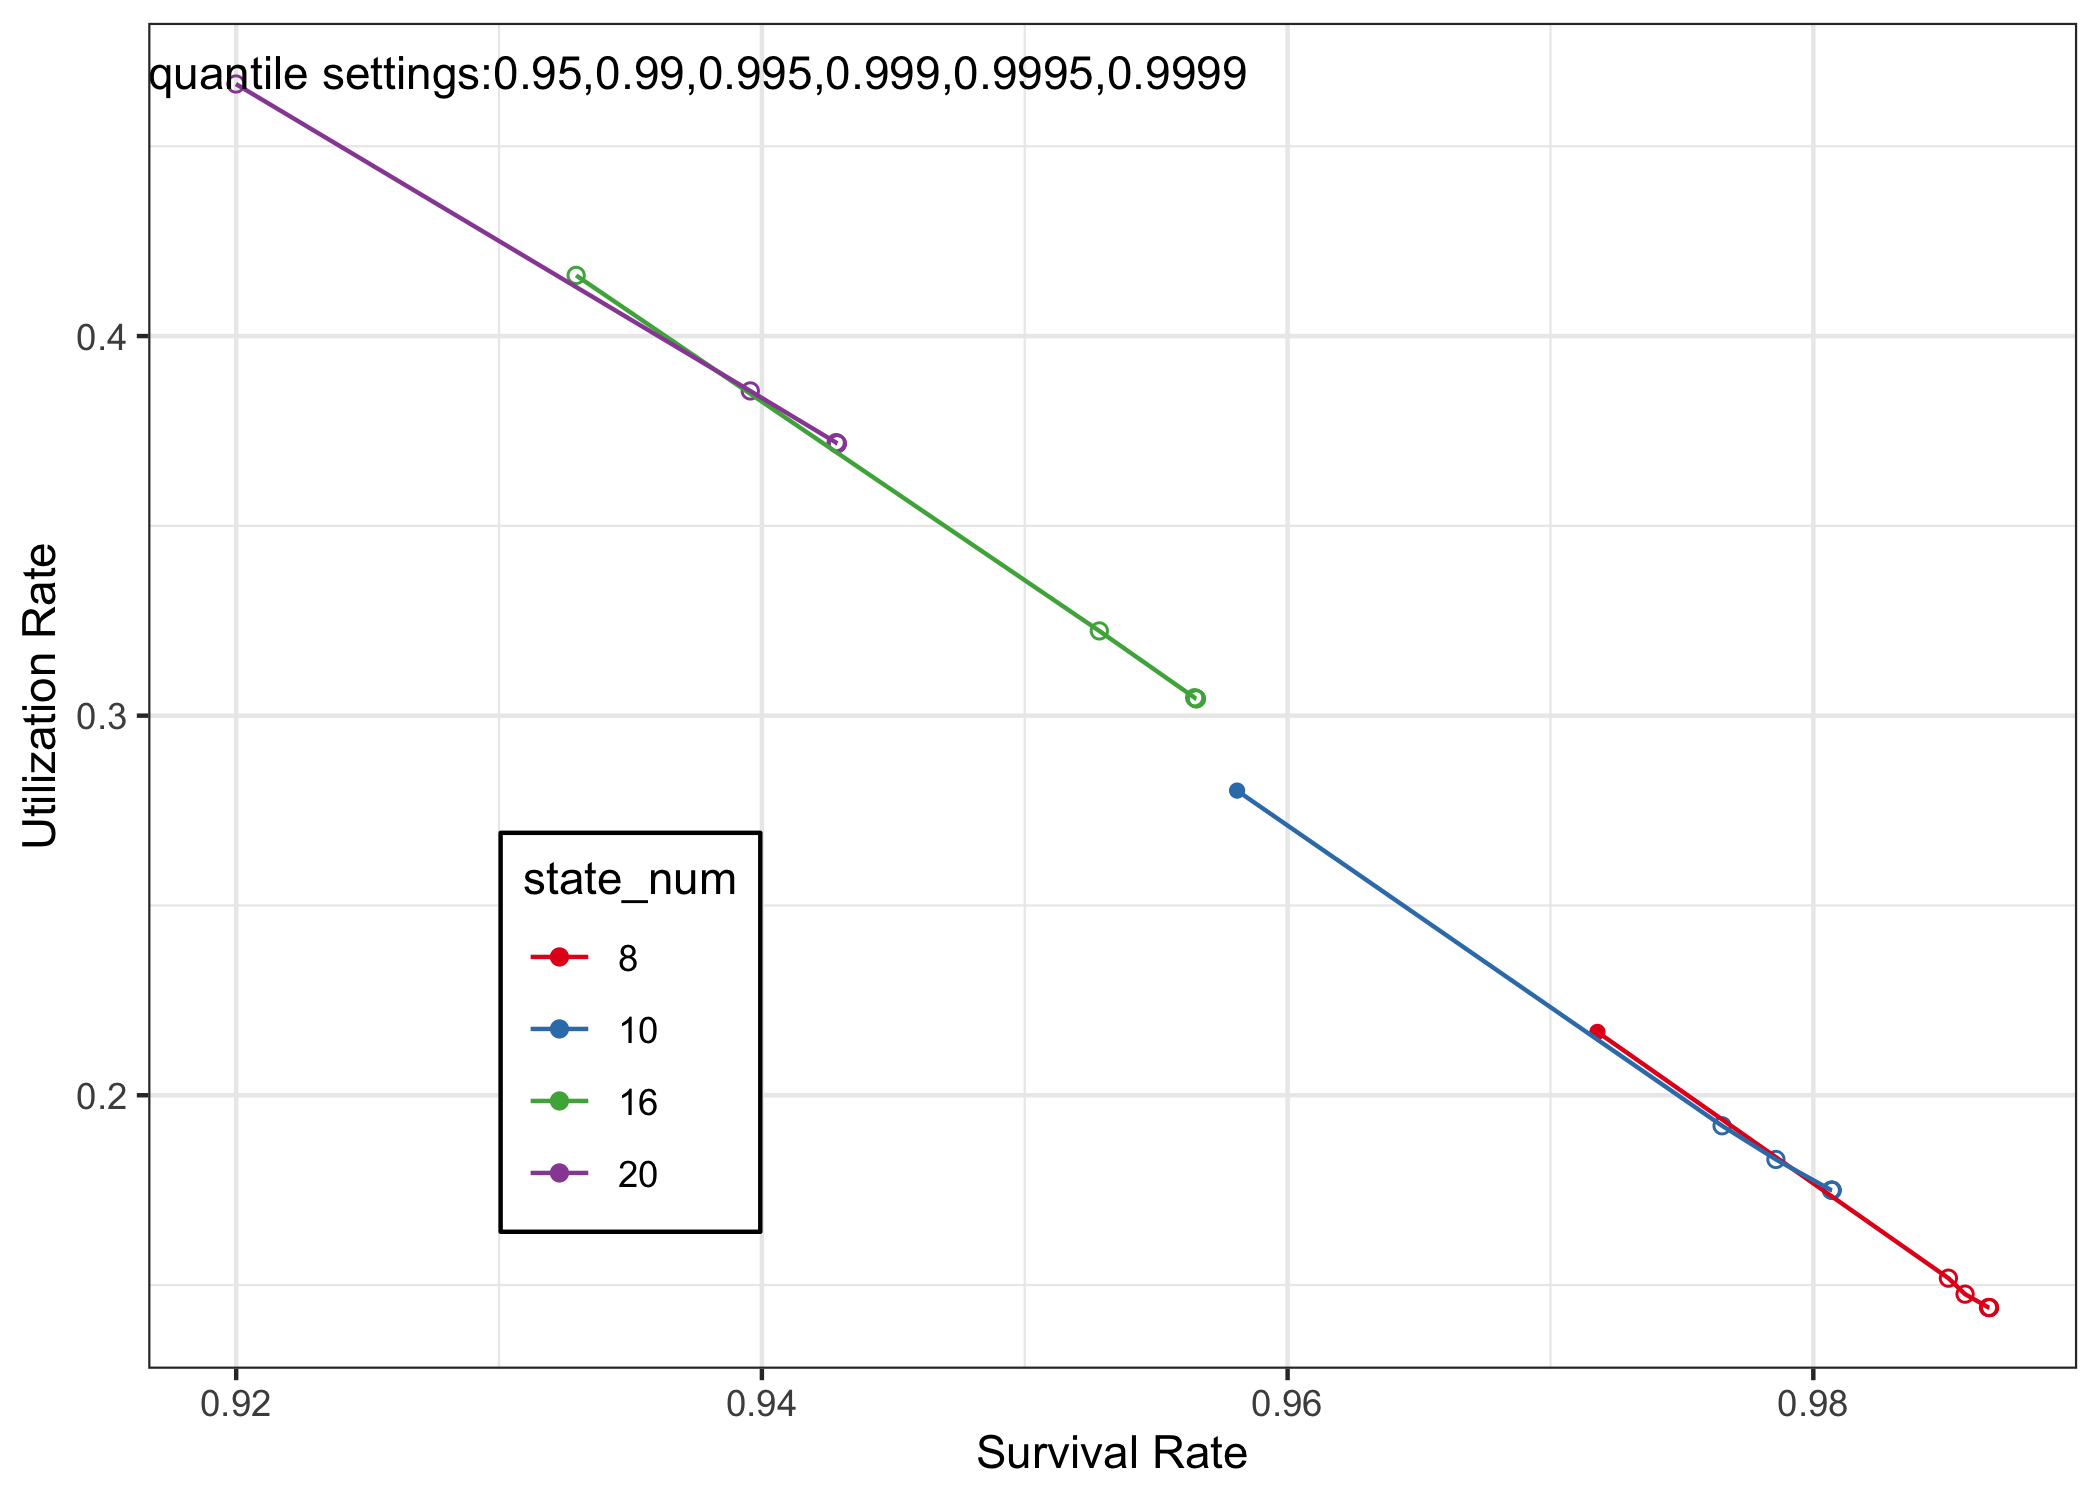 quantile settings:0.95,0.99,0.995,0.999,0.9995,0.9999
0.4
0.3
0.2
Utilization Rate
state_num
8
10
16
20
0.92 0.94 0.96 0.98
Survival Rate